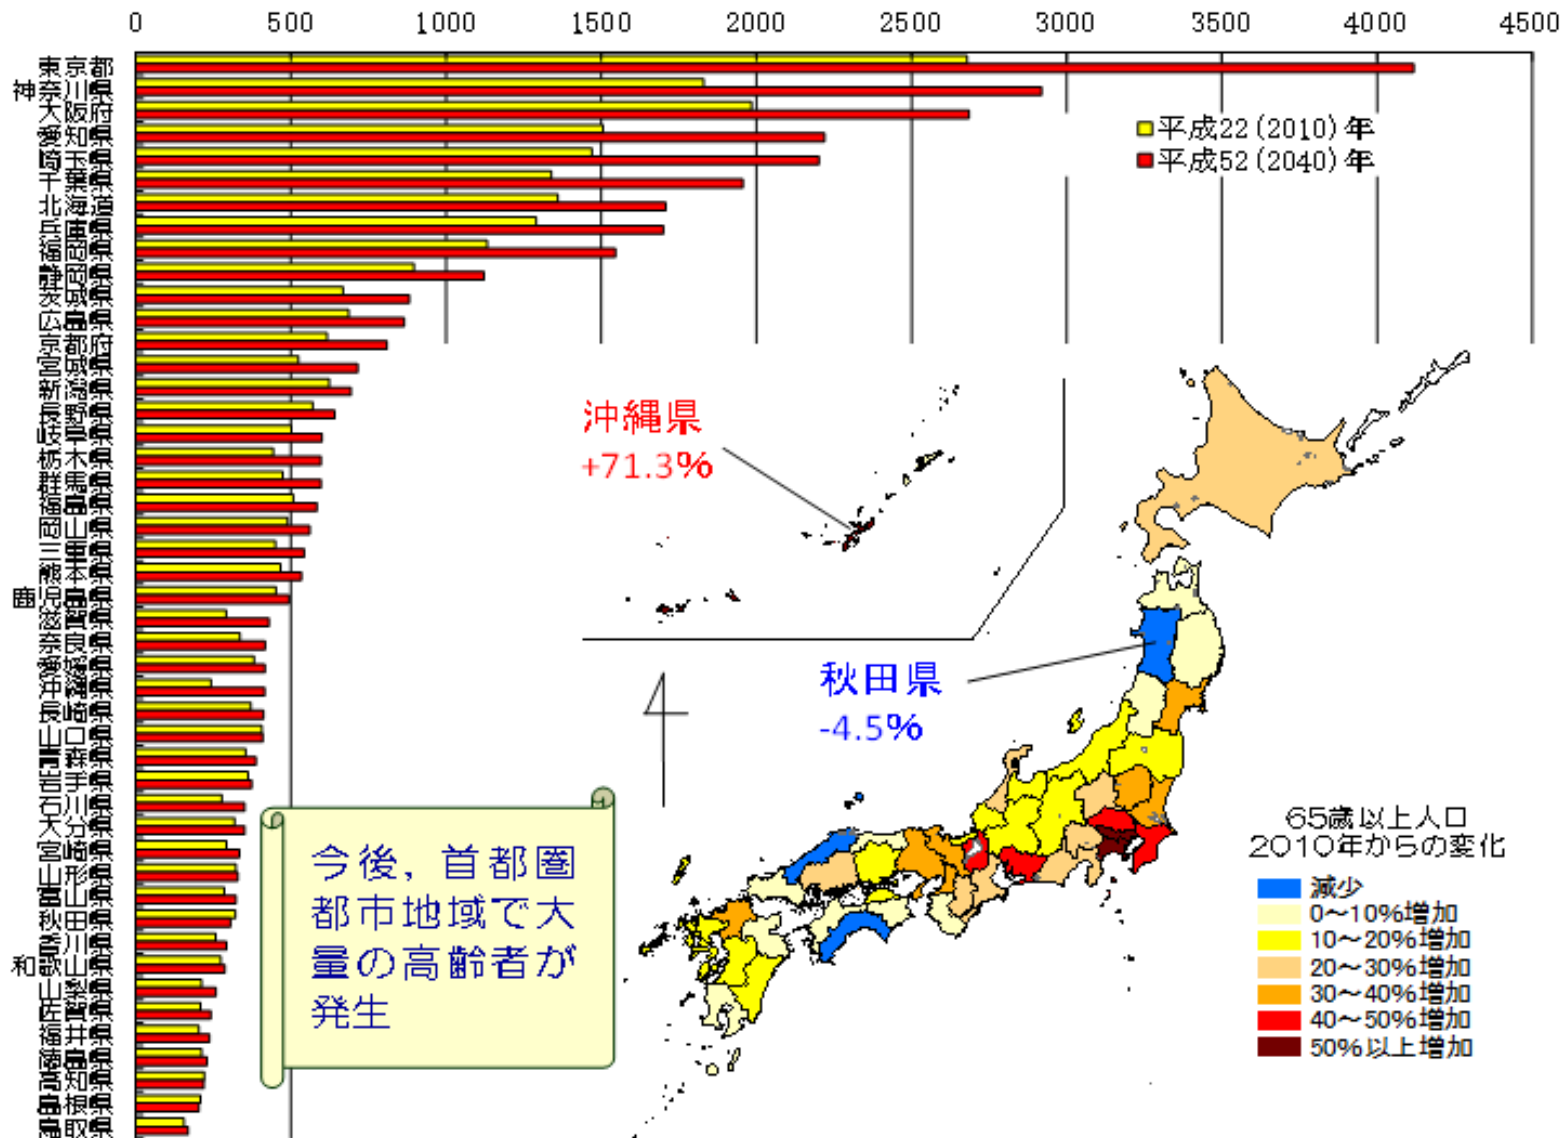 0 500 1000 1500 2000 2500 3000 3500 4000 4500
東京都
神奈川県
大阪府
愛知県
埼玉県
千葉県
北海道
兵庫県
福岡県
静岡県
茨城県
広島県
京都府
宮城県
新潟県
長野県
岐阜県
栃木県
群馬県
福島県
岡山県
三重県
熊本県
鹿児島県
滋賀県
奈良県
愛媛県
沖縄県
長崎県
山口県
青森県
岩手県
石川県
大分県
宮崎県
山形県
富山県
秋田県
香川県
和歌山県
山梨県
佐賀県
福井県
徳島県
高知県
島根県
鳥取県
平成22(2010)年
平成52(2040)年
沖縄県
+71.3%
秋田県
-4.5%
今後，首都圏
都市地域で大
量の高齢者が
発生
65歳以上人口
2010年からの変化
減少
0～10%増加
10～20%増加
20～30%増加
30～40%増加
40～50%増加
50%以上増加